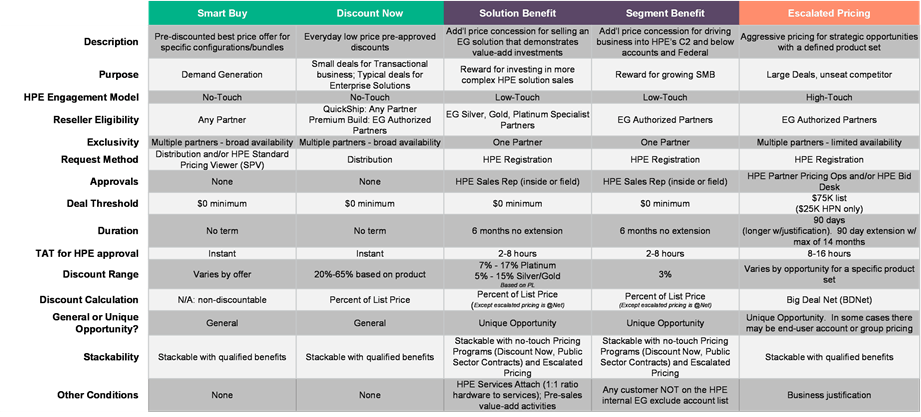 Smart Buy Discount Now Solution Benefit Segment Benefit Escalated Pricing
Description
Pre-discounted best price offer for
specific configurations/bundles
Everyday low price pre-approved
discounts
Add'l price concession for selling an
EG solution that demonstrates
value-add investments
Add'l price concession for driving
business into HPE's C2 and below
accounts and Federal
Aggressive pricing for strategic opportunities
with a defined product set
Purpose
Demand Generation
Small deals for Transactional
business; Typical deals for
Enterprise Solutions
Reward for investing in more
complex HPE solution sales
Reward for growing SMB
Large Deals, unseat competitor
HPE Engagement Model
No-Touch
No-Touch
Low-Touch
Low-Touch
High-Touch
Reseller Eligibility
Any Partner
QuickShip: Any Partner
Premium Build: EG Authorized
Partners
EG Silver, Gold, Platinum Specialist
Partners
EG Authorized Partners
EG Authorized Partners
Exclusivity
Multiple partners - broad availability
Multiple partners - broad availability
One Partner
One Partner
Multiple partners - limited availability
Request Method
Distribution and/or HPE Standard
Pricing Viewer (SPV)
Distribution
HPE Registration
HPE Registration
HPE Registration
Approvals
None
None
HPE Sales Rep (inside or field)
HPE Sales Rep (inside or field)
HPE Partner Pricing Ops and/or HPE Bid
Desk
Deal Threshold
$0 minimum
$0 minimum
$0 minimum
$0 minimum
$75K list
($25K HPN only)
Duration
No term
No term
6 months no extension
6 months no extension
90 days
(longer w/justification). 90 day extension w/
max of 14 months
TAT for HPE approval
Instant
Instant
2-8 hours
2-8 hours
8-16 hours
Discount Range
Varies by offer
20%-65% based on product
7% - 17% Platinum
5% - 15% Silver/Gold
Based on PL
3%
Varies by opportunity for a specific product
set
Discount Calculation
N/A: non-discountable
Percent of List Price
Percent of List Price
(Except escalated pricing is @Net)
Percent of List Price
(Except escalated pricing is @Net)
Big Deal Net (BDNet)
General or Unique
Opportunity?
General
General
Unique Opportunity
Unique Opportunity
Unique Opportunity. In some cases there
may be end-user account or group pricing
Stackability
Stackable with qualified benefits
Stackable with qualified benefits
Stackable with no-touch Pricing
Programs (Discount Now, Public
Sector Contracts) and Escalated
Pricing
Stackable with no-touch Pricing
Programs (Discount Now, Public
Sector Contracts) and Escalated
Pricing
Stackable with qualified benefits
Other Conditions
None
None
HPE Services Attach (1:1 ratio
hardware to services); Pre-sales
value-add activities
Any customer NOT on the HPE
internal EG exclude account list
Business justification